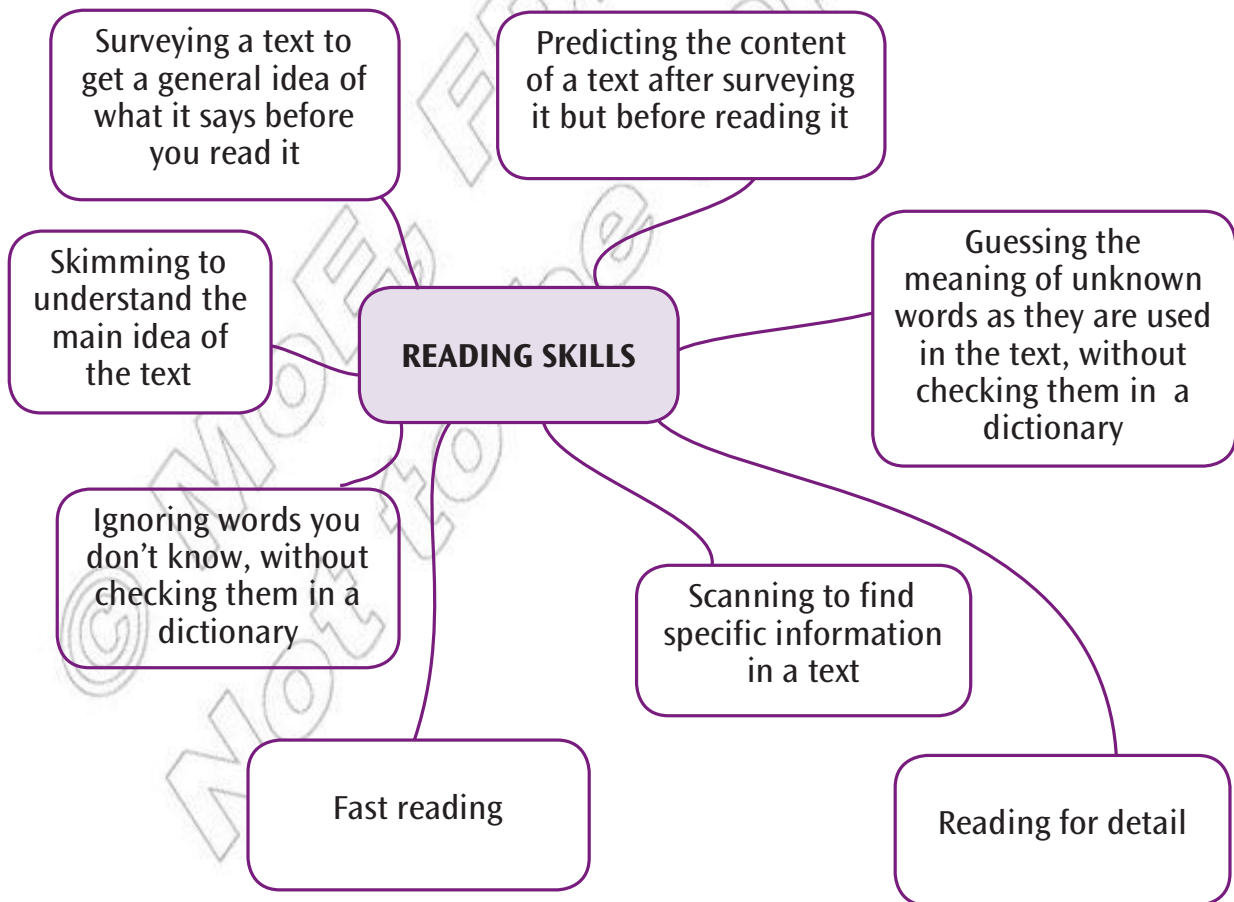 Surveying a text to
get a general idea of
what it says before
you read it
Predicting the content
of a text after surveying
it but before reading it
Skimming to
understand the
main idea of
the text
READING SKILLS
Guessing the
meaning of unknown
words as they are used
in the text, without
checking them in a
dictionary
Ignoring words you
don't know, without
checking them in a
dictionary
Scanning to find
specific information
in a text
Fast reading
Reading for detail
© MoE,
Not to be